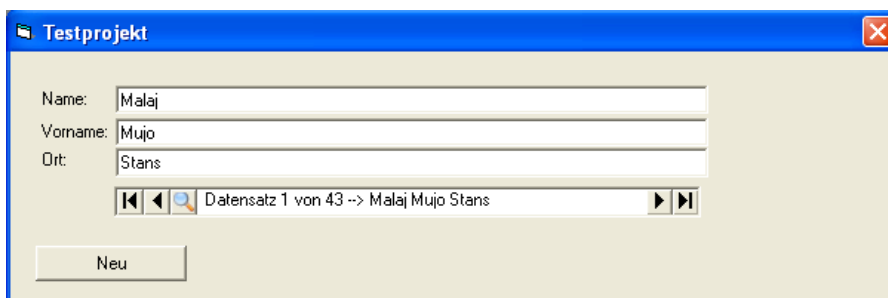 Testprojekt
Name: Malaj
Vorname: Mujo
Ort: Stans
Datensatz 1 von 43 --> Malaj Mujo Stans
Neu